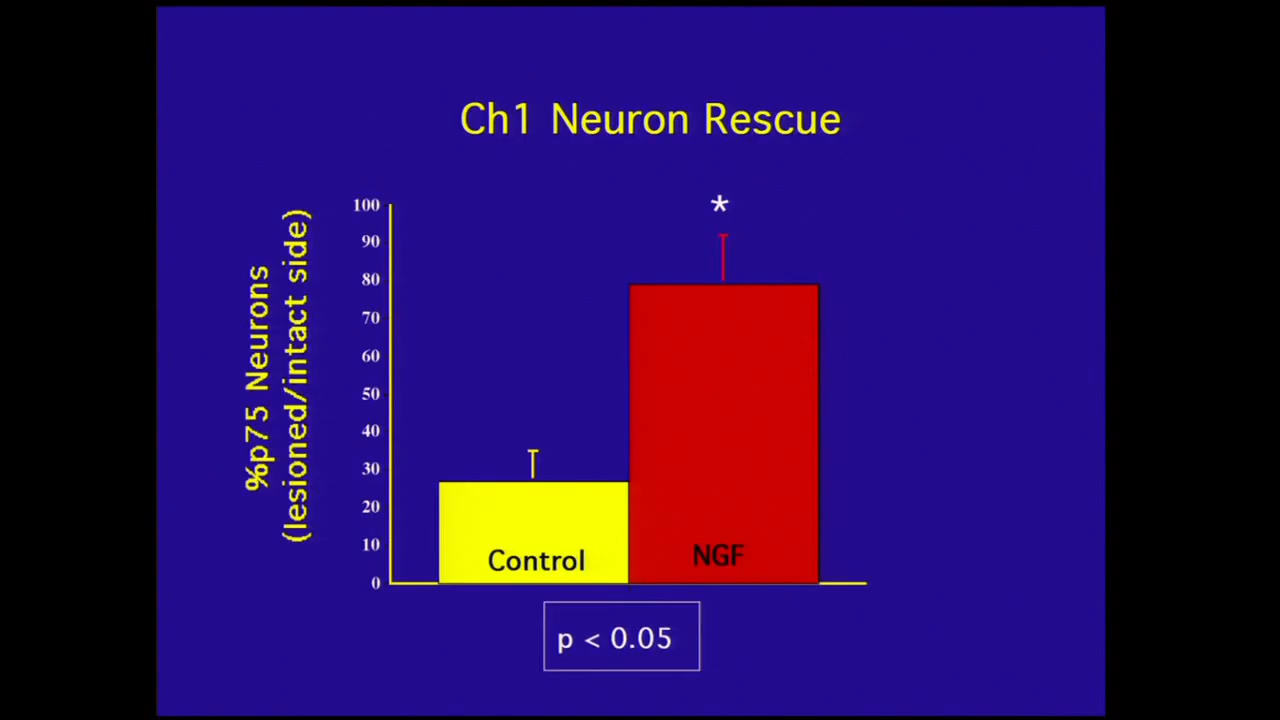 Ch1 Neuron Rescue
%p75 Neurons
(lesioned/intact side)
100
90
80
70
60
50
40
30
20
10
0
*
Control
NGF
p < 0.05